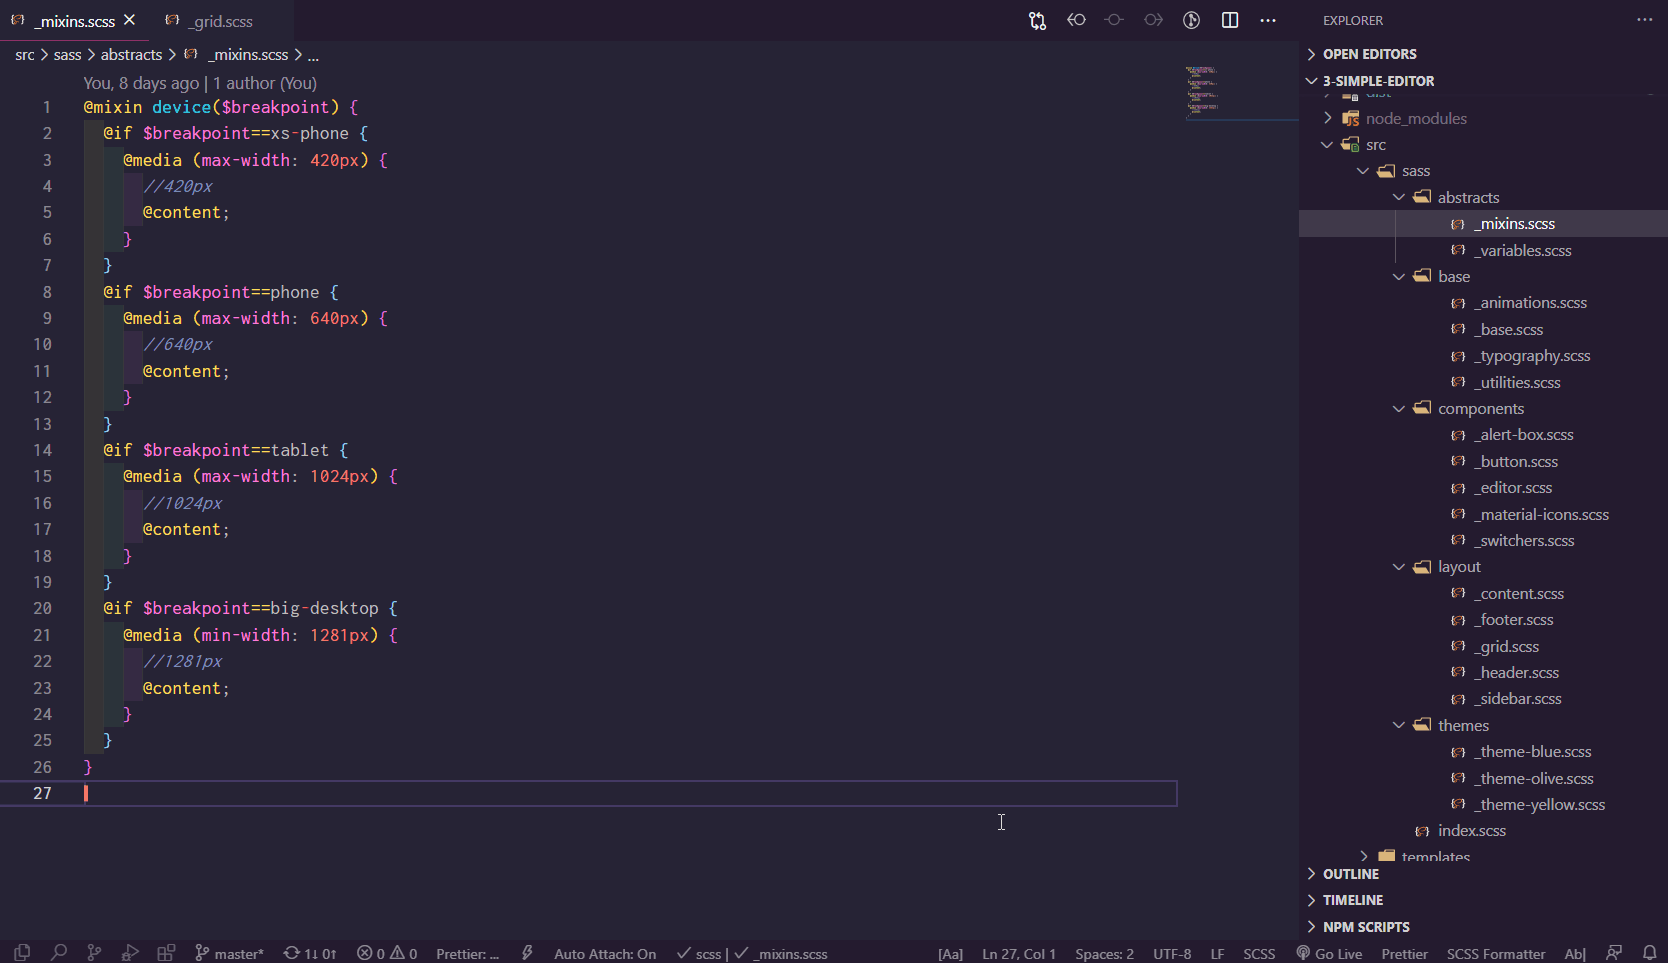 _mixins.scss
_grid.scss
EXPLORER
src > sass > abstracts > _mixins.scss > ...
You, 8 days ago | 1 author (You)
1 @mixin device($breakpoint) {
2 @if $breakpoint==xs-phone {
3 @media (max-width: 420px) {
4 //420px
5 @content;
6 }
7 }
8 @if $breakpoint==phone {
9 @media (max-width: 640px) {
10 //640px
11 @content;
12 }
13 }
14 @if $breakpoint==tablet {
15 @media (max-width: 1024px) {
16 //1024px
17 @content;
18 }
19 }
20 @if $breakpoint==big-desktop {
21 @media (min-width: 1281px) {
22 //1281px
23 @content;
24 }
25 }
26 }
27
OPEN EDITORS
3-SIMPLE-EDITOR
dist
node_modules
src
sass
abstracts
_mixins.scss
_variables.scss
base
_animations.scss
_base.scss
_typography.scss
_utilities.scss
components
_alert-box.scss
_button.scss
_editor.scss
_material-icons.scss
_switchers.scss
layout
_content.scss
_footer.scss
_grid.scss
_header.scss
_sidebar.scss
themes
_theme-blue.scss
_theme-olive.scss
_theme-yellow.scss
index.scss
templates
OUTLINE
TIMELINE
NPM SCRIPTS
master* 1↓ 0↑ 0 0 Prettier: ... Auto Attach: On ✓ scss | ✓ _mixins.scss [Aa] Ln 27, Col 1 Spaces: 2 UTF-8 LF SCSS Go Live Prettier SCSS Formatter Ab|